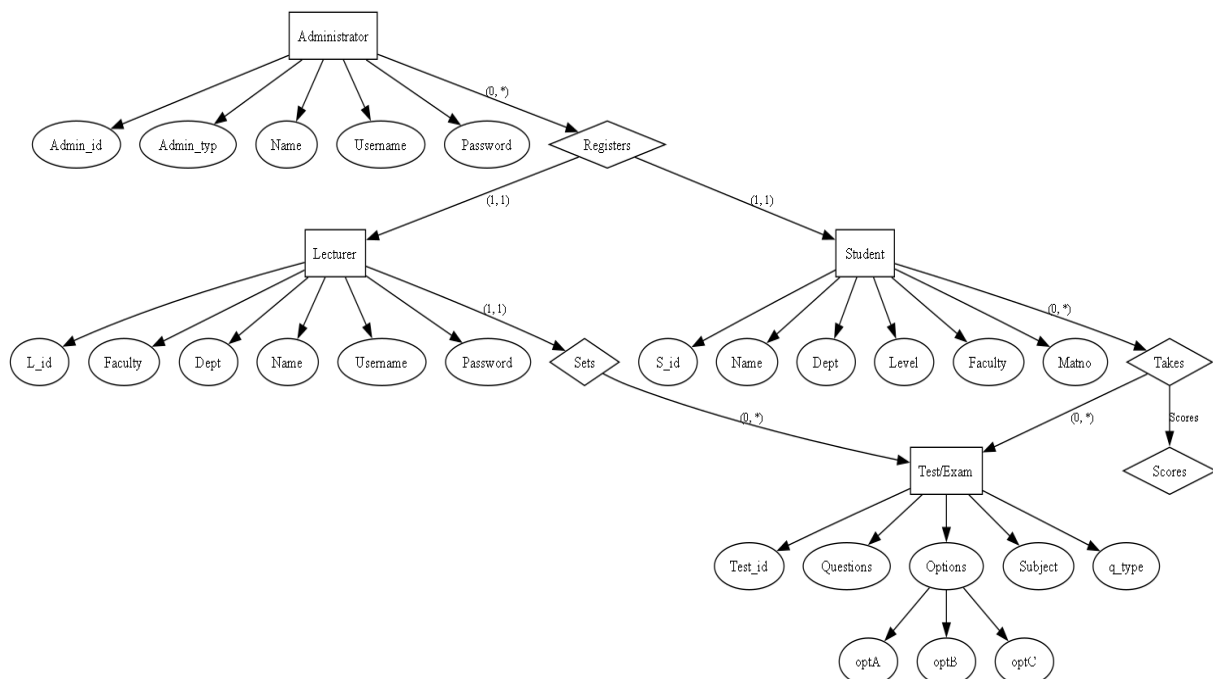 Administrator
(0, *)
Admin_id
Admin_typ
Name
Username
Password
Registers
(1, 1)
(1, 1)
Lecturer
Student
(1, 1)
(0, *)
L_id
Faculty
Dept
Name
Username
Password
Sets
S_id
Name
Dept
Level
Faculty
Matno
Takes
(0, *)
(0, *)
Scores
Test/Exam
Scores
Test_id
Questions
Options
Subject
q_type
optA
optB
optC